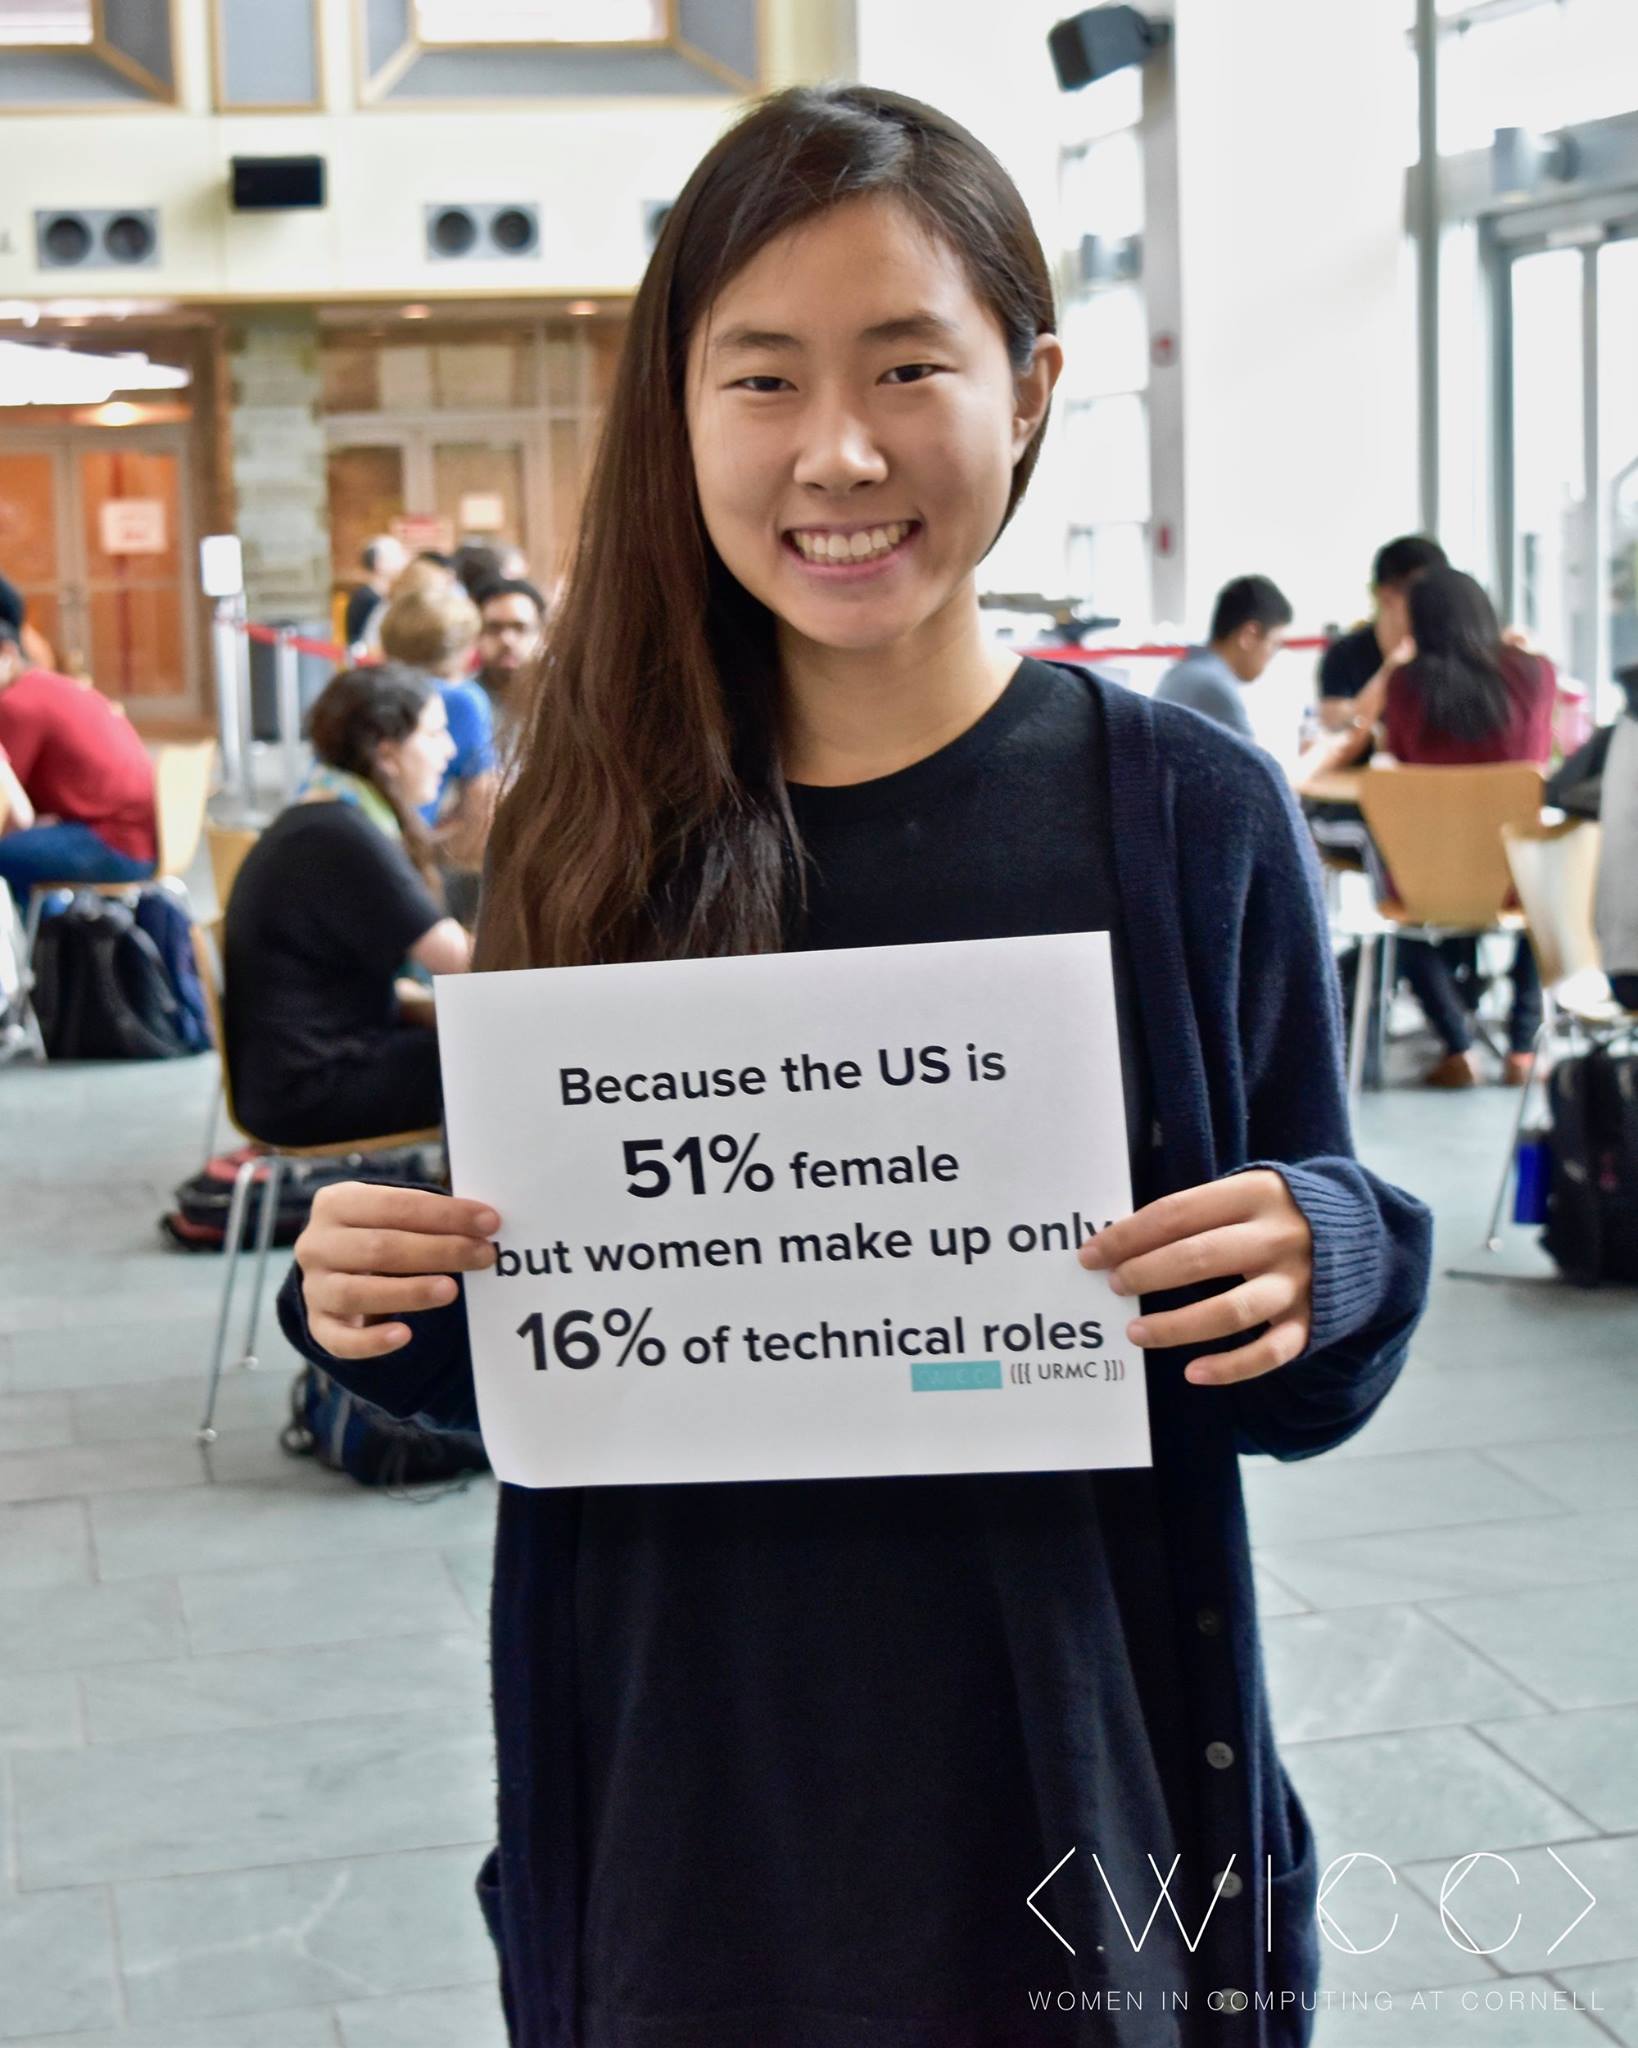 Because the US is
51% female
but women make up only
16% of technical roles
WICC ([{ URMC }])
<WICC>
WOMEN IN COMPUTING AT CORNELL